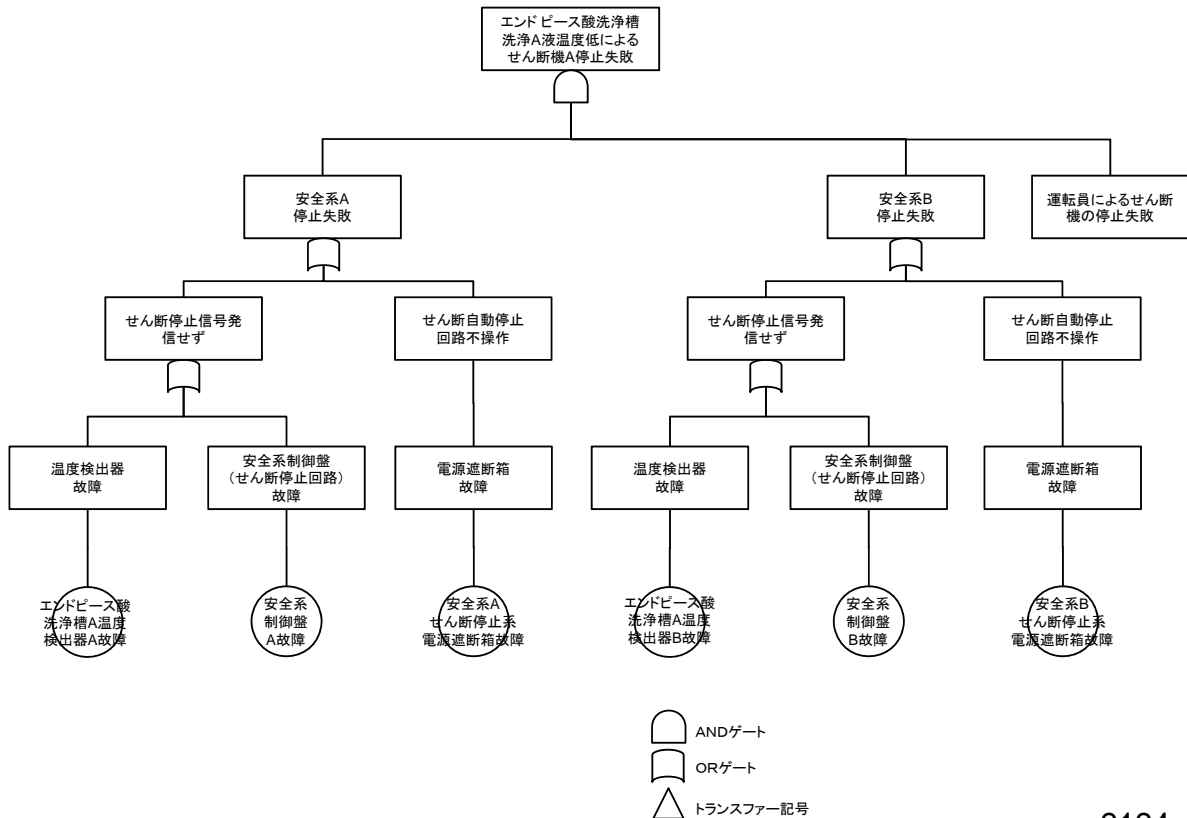 エンドピース酸洗浄槽
洗浄A液温度低による
せん断機A停止失敗
安全系A
停止失敗
安全系B
停止失敗
運転員によるせん断
機の停止失敗
せん断停止信号発
信せず
せん断自動停止
回路不操作
せん断停止信号発
信せず
せん断自動停止
回路不操作
温度検出器
故障
安全系制御盤
(せん断停止回路)
故障
電源遮断箱
故障
温度検出器
故障
安全系制御盤
(せん断停止回路)
故障
電源遮断箱
故障
エンドピース酸
洗浄槽A温度
検出器A故障
安全系
制御盤
A故障
安全系A
せん断停止系
電源遮断箱故障
エンドピース酸
洗浄槽A温度
検出器B故障
安全系
制御盤
B故障
安全系B
せん断停止系
電源遮断箱故障
ANDゲート
ORゲート
トランスファー記号